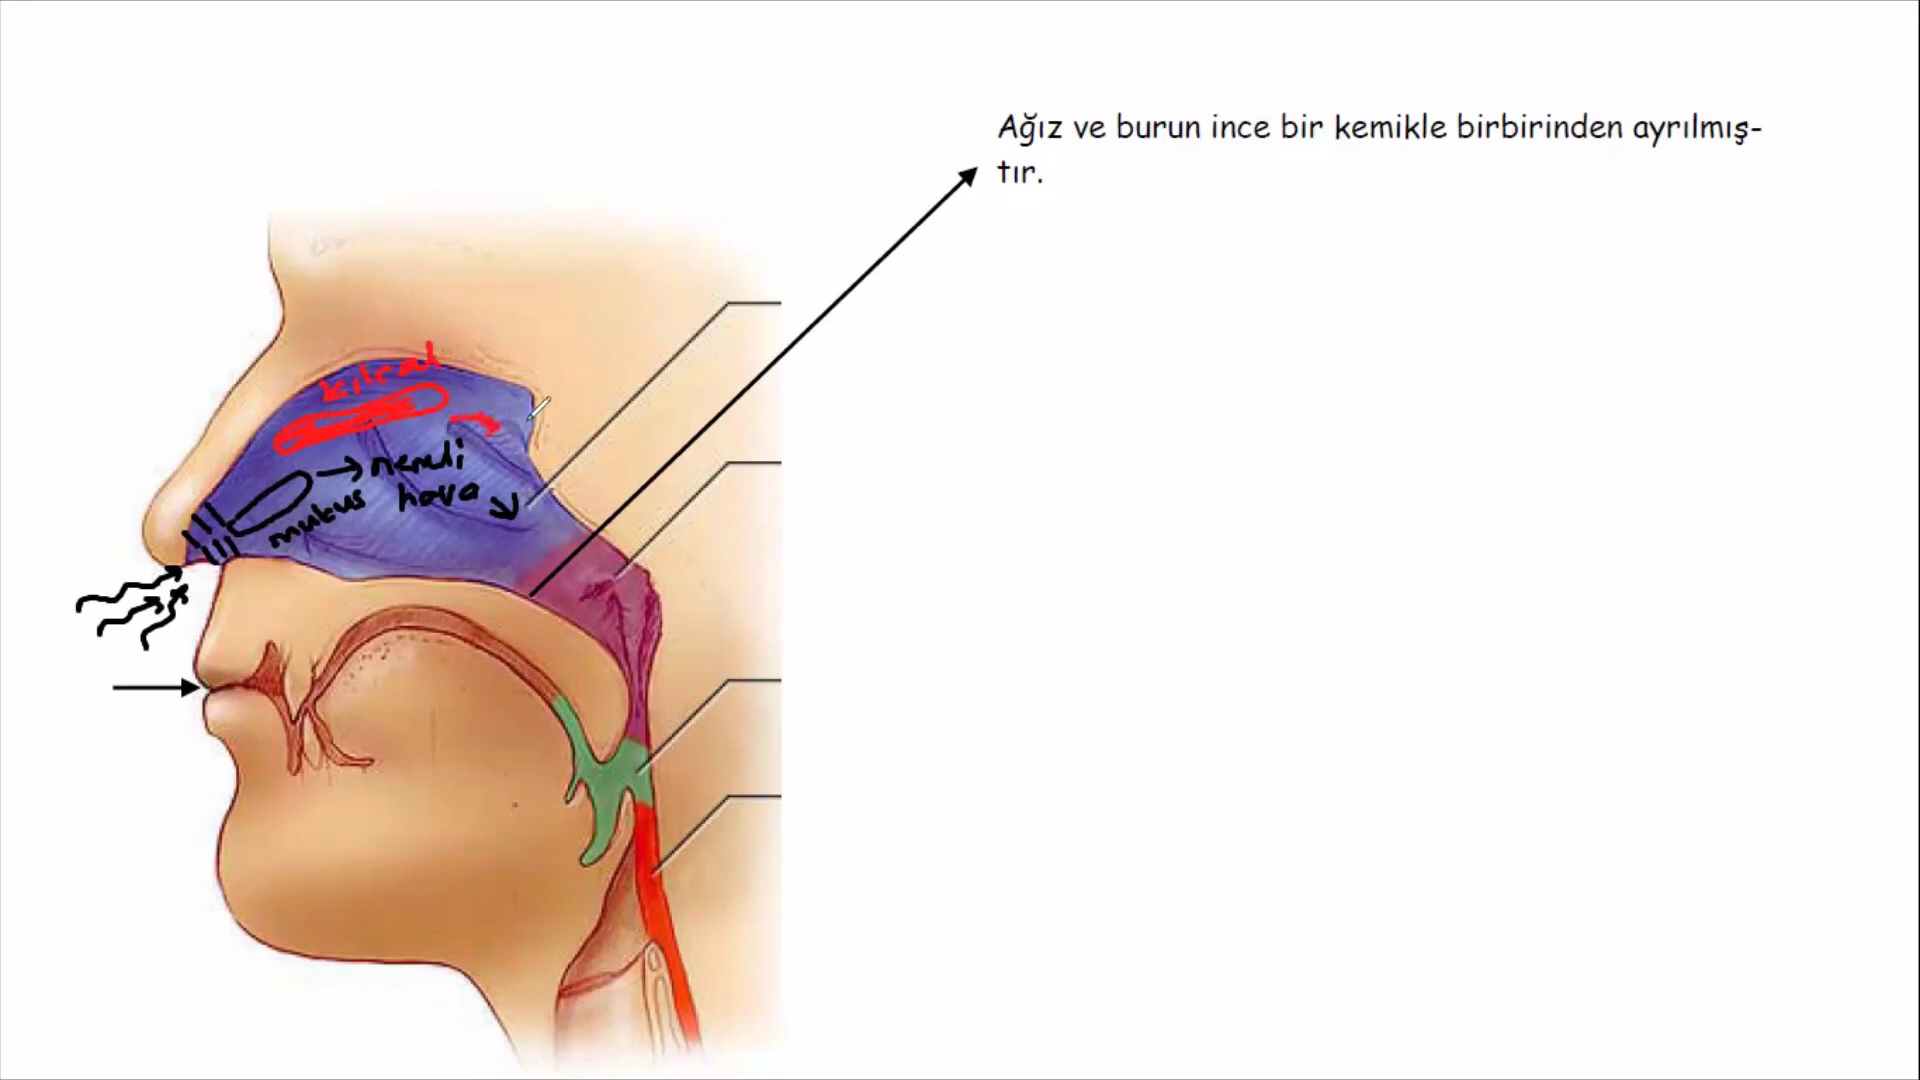 Ağız ve burun ince bir kemikle birbirinden ayrılmış-
tır.
kılcal
nemli
hava
mukus